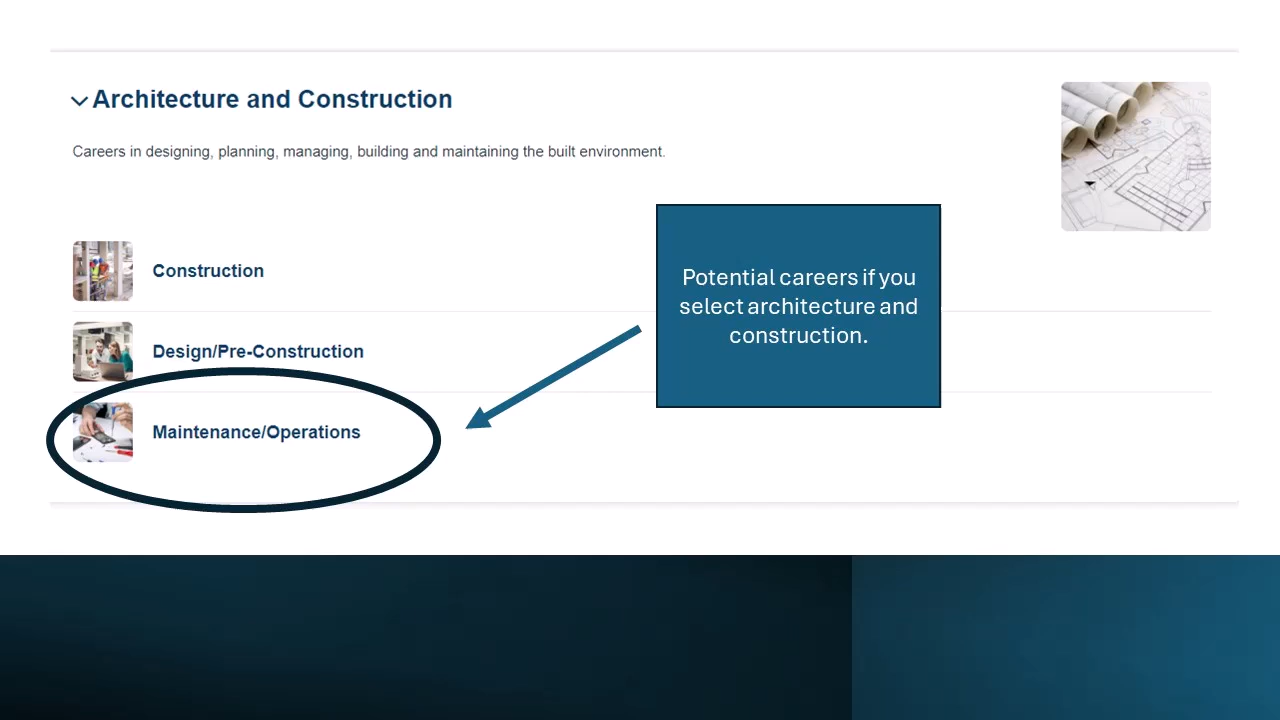 Architecture and Construction
Careers in designing, planning, managing, building and maintaining the built environment.
Construction
Design/Pre-Construction
Maintenance/Operations
Potential careers if you
select architecture and
construction.